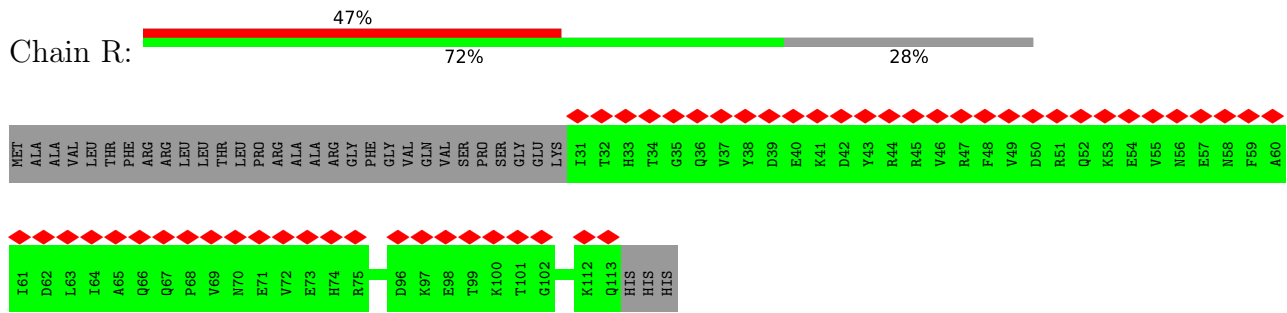 47%
Chain R:
72% 28%
MET ALA ALA VAL LEU THR PHE ARG ARG LEU LEU THR LEU PRO ARG ALA ALA ARG GLY PHE GLY VAL GLN VAL SER PRO SER GLY GLU LYS I31 T32 H33 T34 G35 Q36 V37 Y38 D39 E40 K41 D42 Y43 R44 R45 V46 R47 F48 V49 D50 R51 Q52 K53 E54 V55 N56 E57 N58 F59 A60
I61 D62 L63 I64 A65 Q66 Q67 P68 V69 N70 E71 V72 E73 H74 R75 D96 K97 E98 T99 K100 T101 G102 K112 Q113 HIS HIS HIS